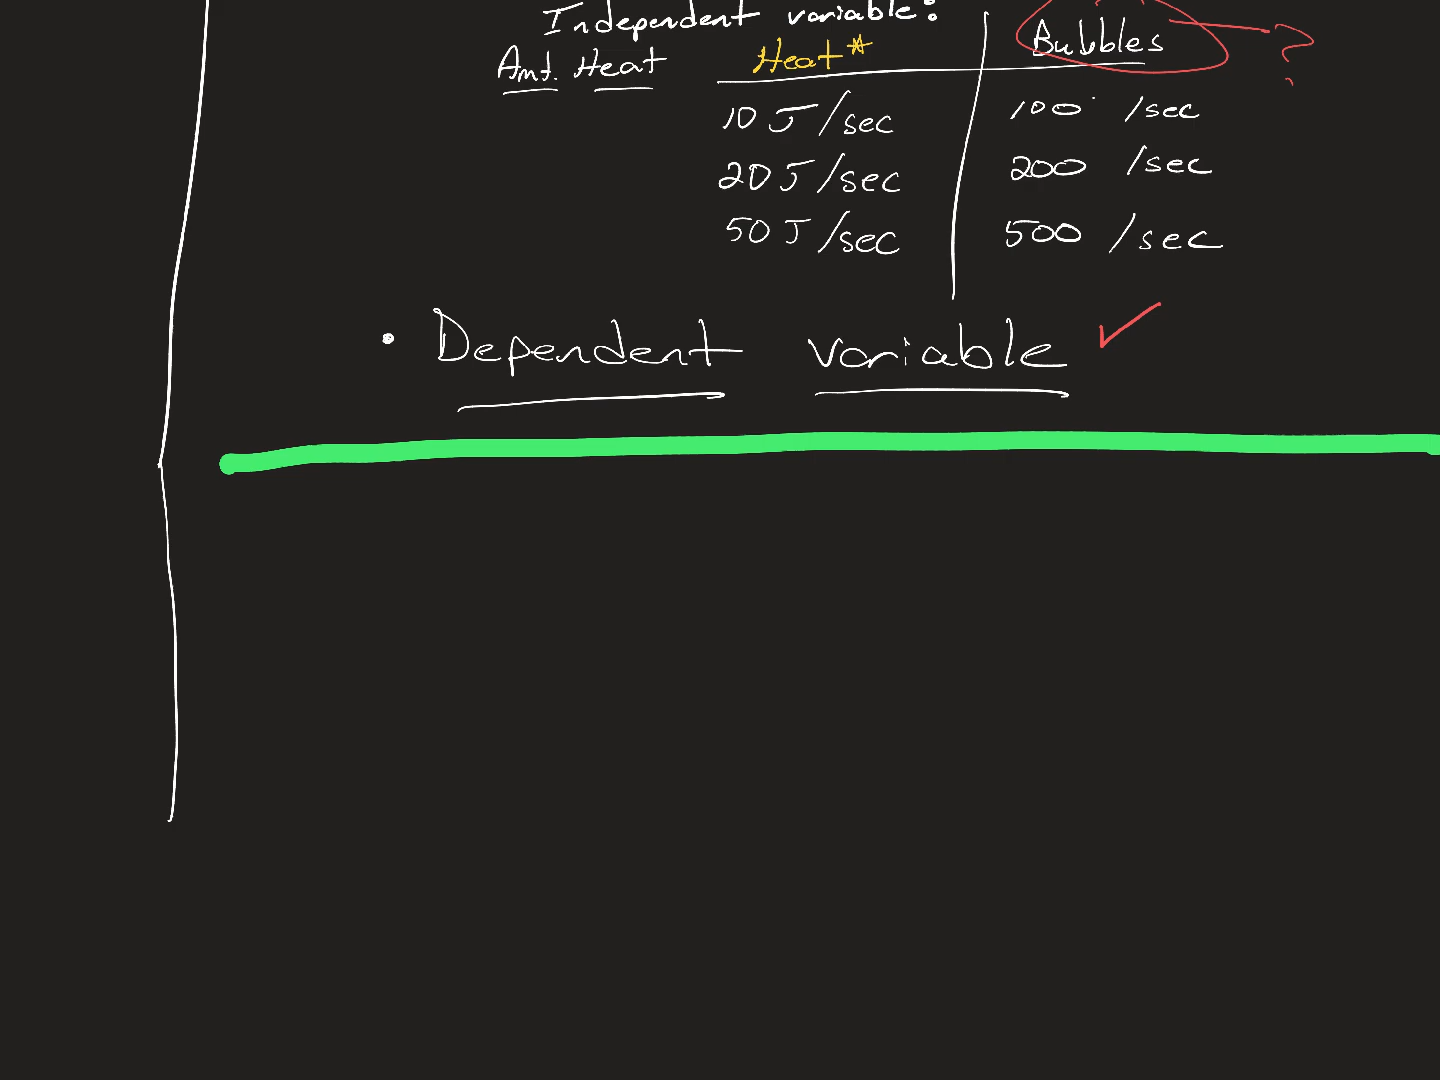 Independent variable:
Amt. Heat
Heat* Bubbles ?
10 J/sec 100 /sec
20 J/sec 200 /sec
50 J/sec 500 /sec
• Dependent variable ✓